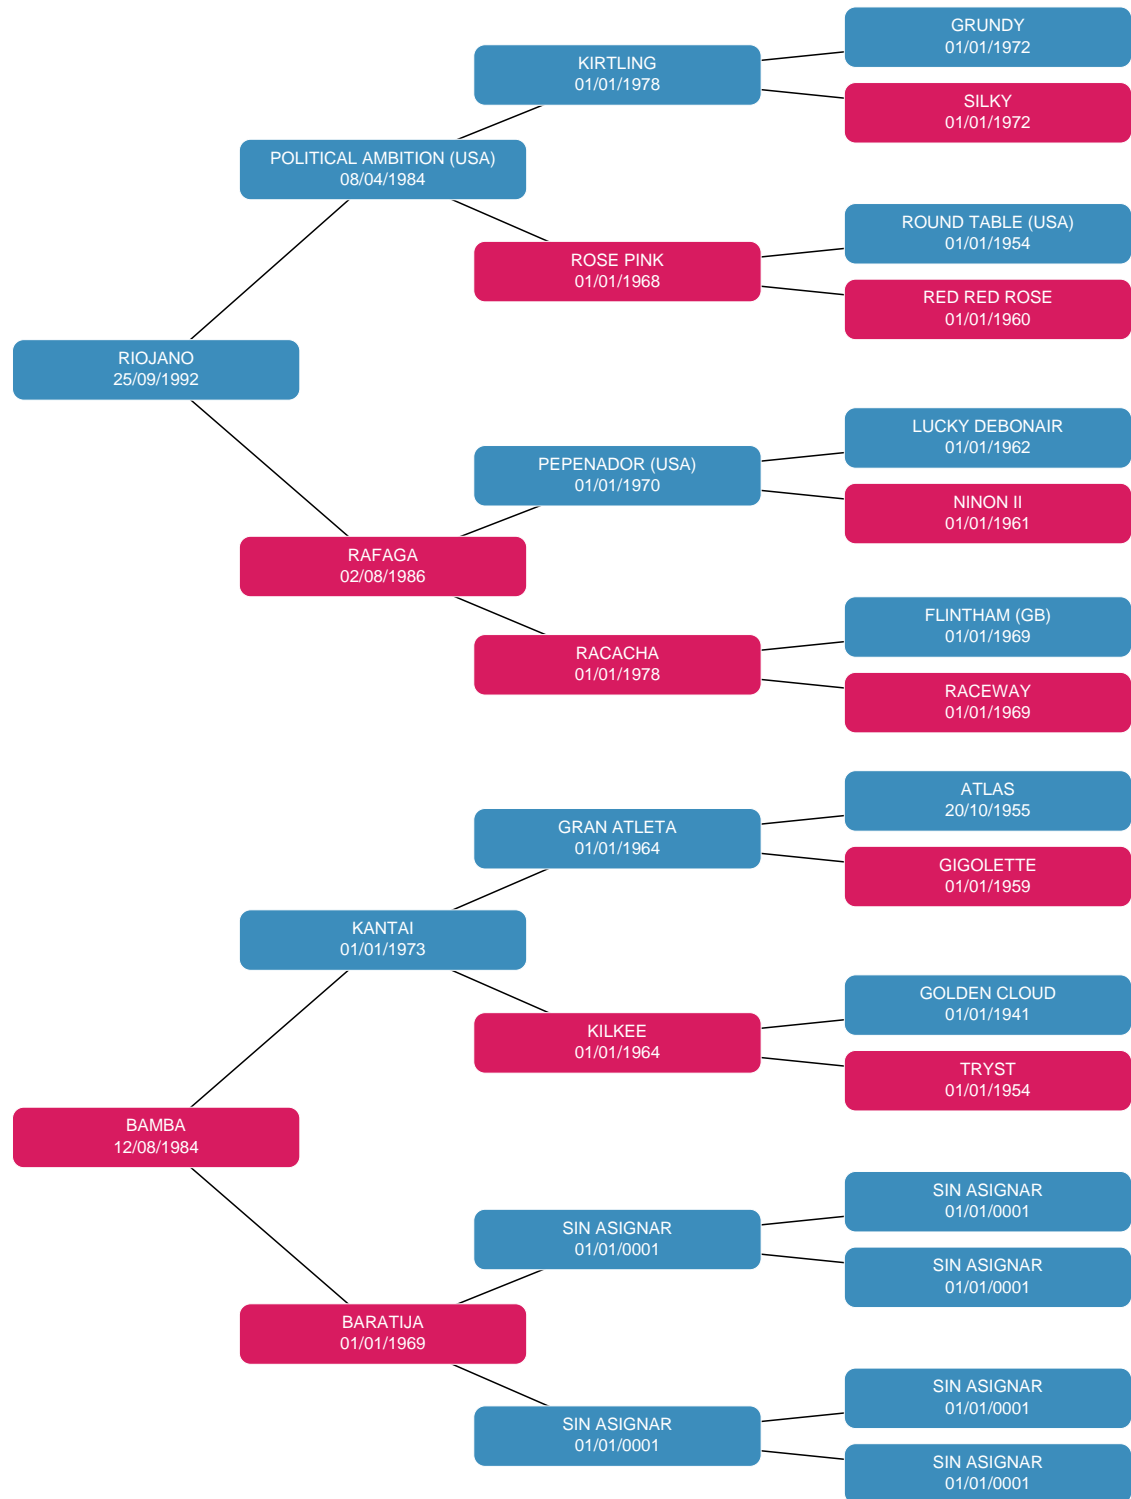 GRUNDY
01/01/1972
KIRTLING
01/01/1978
SILKY
01/01/1972
POLITICAL AMBITION (USA)
08/04/1984
ROUND TABLE (USA)
01/01/1954
ROSE PINK
01/01/1968
RED RED ROSE
01/01/1960
RIOJANO
25/09/1992
LUCKY DEBONAIR
01/01/1962
PEPENADOR (USA)
01/01/1970
NINON II
01/01/1961
RAFAGA
02/08/1986
FLINTHAM (GB)
01/01/1969
RACACHA
01/01/1978
RACEWAY
01/01/1969
ATLAS
20/10/1955
GRAN ATLETA
01/01/1964
GIGOLETTE
01/01/1959
KANTAI
01/01/1973
GOLDEN CLOUD
01/01/1941
KILKEE
01/01/1964
TRYST
01/01/1954
BAMBA
12/08/1984
SIN ASIGNAR
01/01/0001
SIN ASIGNAR
01/01/0001
SIN ASIGNAR
01/01/0001
BARATIJA
01/01/1969
SIN ASIGNAR
01/01/0001
SIN ASIGNAR
01/01/0001
SIN ASIGNAR
01/01/0001